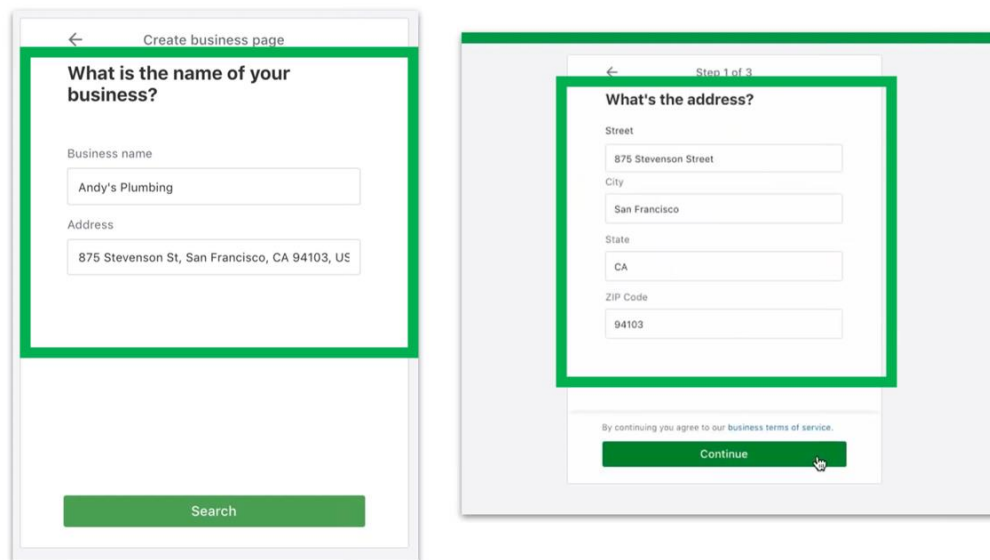 Create business page
What is the name of your
business?
Business name
Andy's Plumbing
Address
875 Stevenson St, San Francisco, CA 94103, US
Search
Step 1 of 3
What's the address?
Street
875 Stevenson Street
City
San Francisco
State
CA
ZIP Code
94103
By continuing you agree to our business terms of service.
Continue